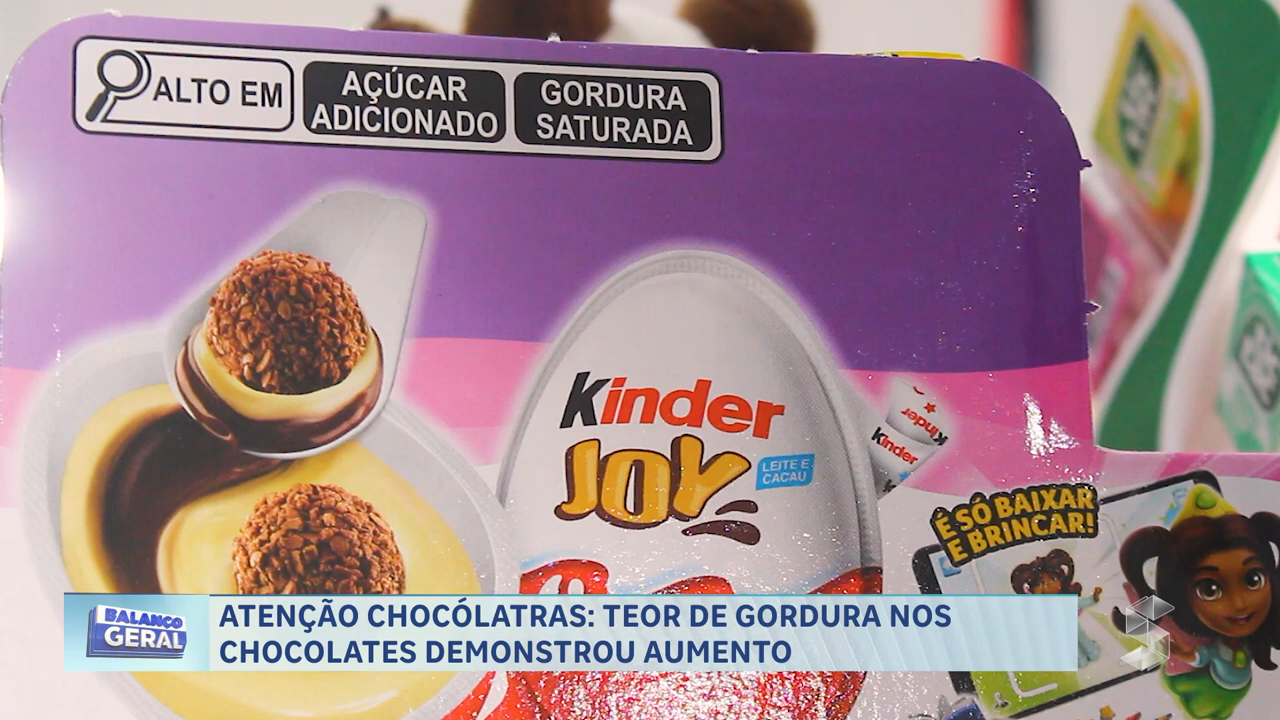 ALTO EM
AÇÚCAR
ADICIONADO
GORDURA
SATURADA
Kinder
JOY
LEITE E
CACAU
Kinder
Kinder
É SÓ BAIXAR
E BRINCAR!
BALANÇO
GERAL
ATENÇÃO CHOCÓLATRAS: TEOR DE GORDURA NOS
CHOCOLATES DEMONSTROU AUMENTO